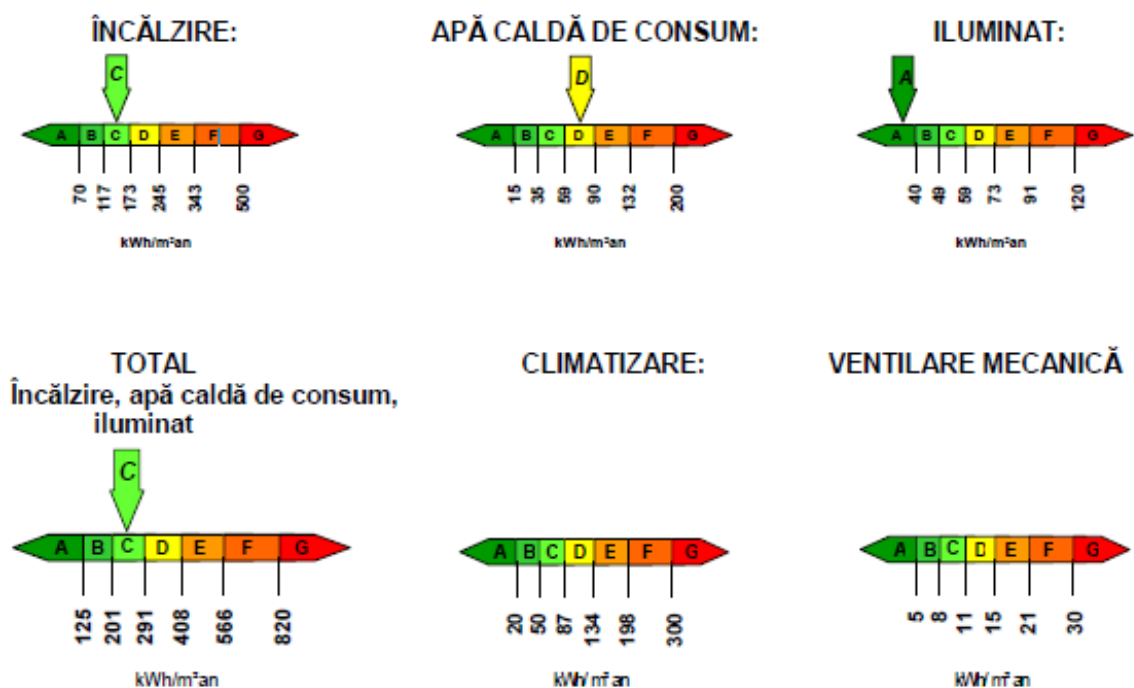 ÎNCĂLZIRE:
C
A B C D E F G
70 117 173 245 343 500
kWh/m²an
APĂ CALDĂ DE CONSUM:
D
A B C D E F G
15 35 59 90 132 200
kWh/m²an
ILUMINAT:
A
A B C D E F G
40 49 59 73 91 120
kWh/m²an
TOTAL
Încălzire, apă caldă de consum,
iluminat
C
A B C D E F G
125 201 291 408 566 820
kWh/m²an
CLIMATIZARE:
A B C D E F G
20 50 87 134 198 300
kWh/m²an
VENTILARE MECANICĂ
A B C D E F G
5 8 11 15 21 30
kWh/m²an